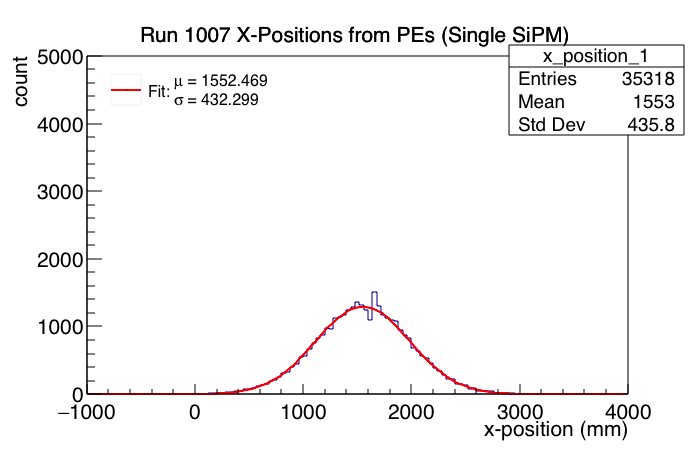 Run 1007 X-Positions from PEs (Single SiPM)
x_position_1
Entries 35318
Mean 1553
Std Dev 435.8
Fit: μ = 1552.469
σ = 432.299
count
5000
4000
3000
2000
1000
0
−1000 0 1000 2000 3000 4000
x-position (mm)